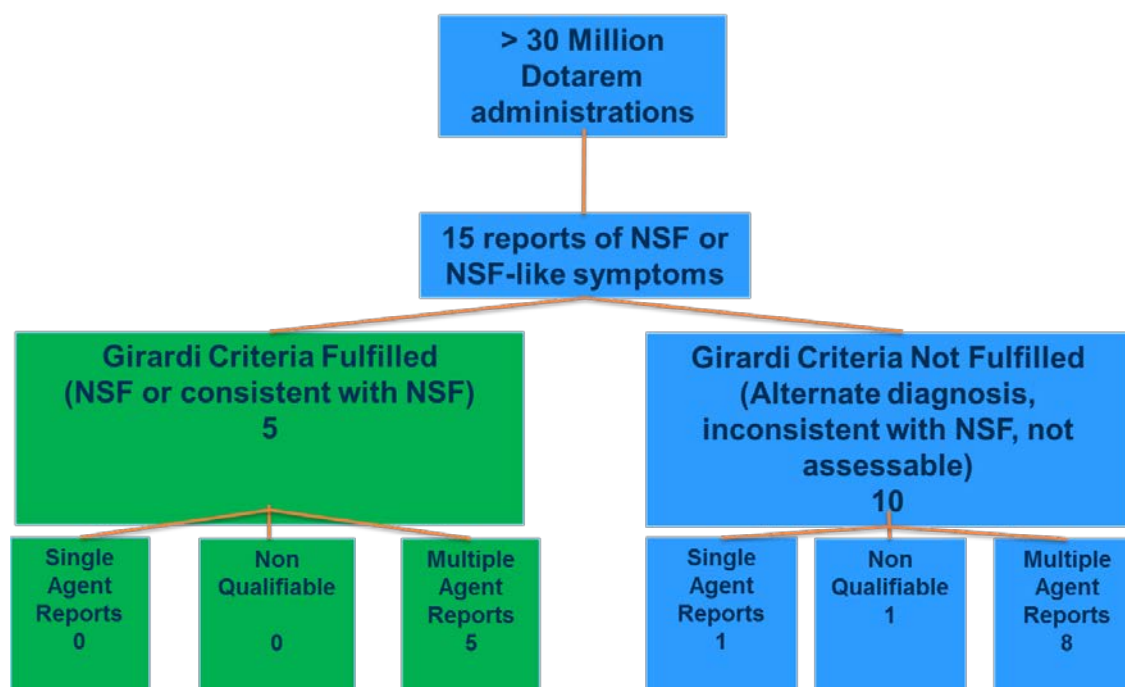 > 30 Million
Dotarem
administrations
15 reports of NSF or
NSF-like symptoms
Girardi Criteria Fulfilled
(NSF or consistent with NSF)
5
Girardi Criteria Not Fulfilled
(Alternate diagnosis,
inconsistent with NSF, not
assessable)
10
Single
Agent
Reports
0
Non
Qualifiable
0
Multiple
Agent
Reports
5
Single
Agent
Reports
1
Non
Qualifiable
1
Multiple
Agent
Reports
8